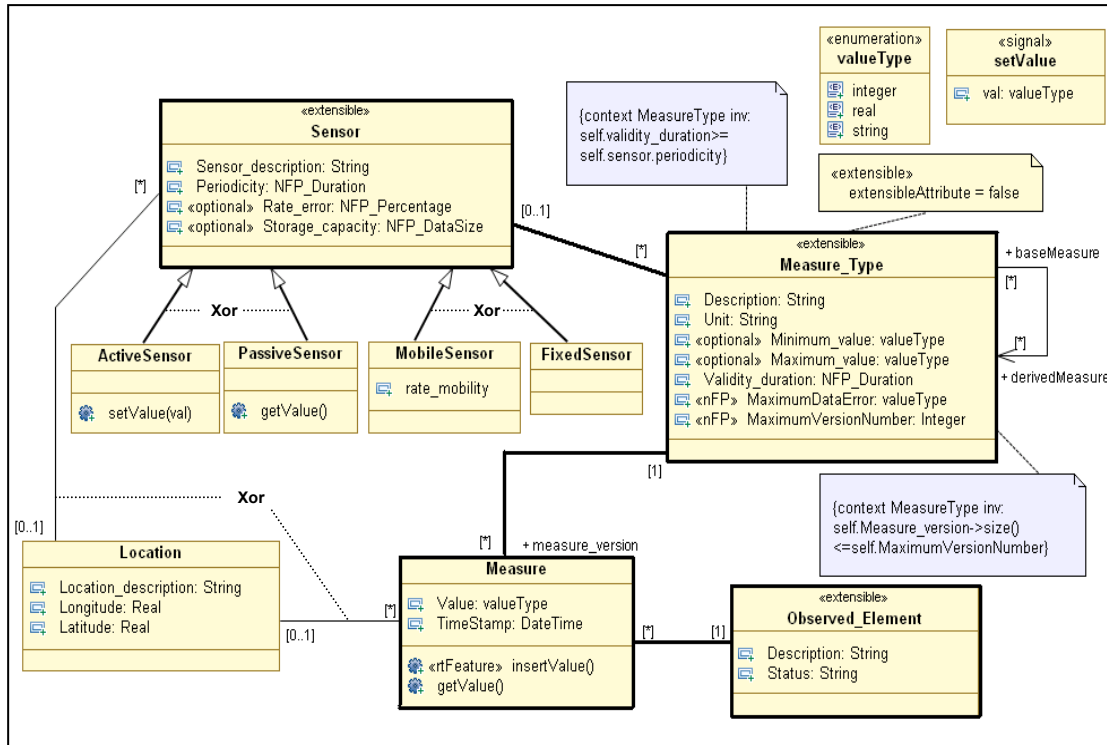 «enumeration»
valueType
integer
real
string
«signal»
setValue
val: valueType
{context MeasureType inv:
self.validity_duration>=
self.sensor.periodicity}
«extensible»
extensibleAttribute = false
«extensible»
Sensor
Sensor_description: String
Periodicity: NFP_Duration
«optional» Rate_error: NFP_Percentage
«optional» Storage_capacity: NFP_DataSize
[*]
[0..1]
[*]
«extensible»
Measure_Type
Description: String
Unit: String
«optional» Minimum_value: valueType
«optional» Maximum_value: valueType
Validity_duration: NFP_Duration
«nFP» MaximumDataError: valueType
«nFP» MaximumVersionNumber: Integer
+ baseMeasure
[*]
[*]
+ derivedMeasure
Xor
Xor
ActiveSensor
setValue(val)
PassiveSensor
getValue()
MobileSensor
rate_mobility
FixedSensor
[1]
{context MeasureType inv:
self.Measure_version->size()
<=self.MaximumVersionNumber}
Xor
[0..1]
Location
Location_description: String
Longitude: Real
Latitude: Real
[0..1]
[*]
[*]
+ measure_version
Measure
Value: valueType
TimeStamp: DateTime
«rtFeature» insertValue()
getValue()
[*]
[1]
«extensible»
Observed_Element
Description: String
Status: String